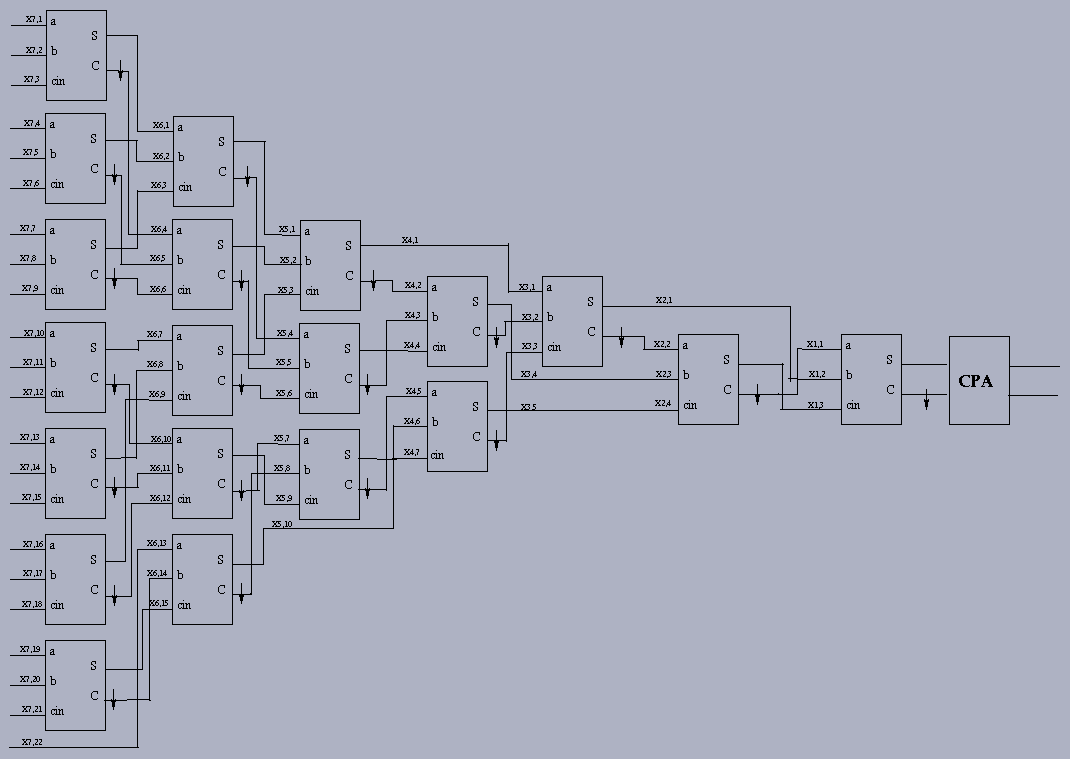 X7,1
a
S
X7,2
b
C
X7,3
cin
X7,4
a
S
X7,5
b
C
X7,6
cin
X7,7
a
S
X7,8
b
C
X7,9
cin
X7,10
a
S
X7,11
b
C
X7,12
cin
X7,13
a
S
X7,14
b
C
X7,15
cin
X7,16
a
S
X7,17
b
C
X7,18
cin
X7,19
a
S
X7,20
b
C
X7,21
cin
X7,22
X6,1
a
S
X6,2
b
C
X6,3
cin
X6,4
a
S
X6,5
b
C
X6,6
cin
X6,7
a
S
X6,8
b
C
X6,9
cin
X6,10
a
S
X6,11
b
C
X6,12
cin
X6,13
a
S
X6,14
b
C
X6,15
cin
X5,1
a
S
X5,2
b
C
X5,3
cin
X5,4
a
S
X5,5
b
C
X5,6
cin
X5,7
a
S
X5,8
b
C
X5,9
cin
X5,10
X4,1
X4,2
a
S
X4,3
b
C
X4,4
cin
X4,5
a
S
X4,6
b
C
X4,7
cin
X3,1
a
S
X3,2
b
C
X3,3
cin
X3,4
X3,5
X2,1
X2,2
a
S
X2,3
b
C
X2,4
cin
X1,1
a
S
X1,2
b
C
X1,3
cin
CPA